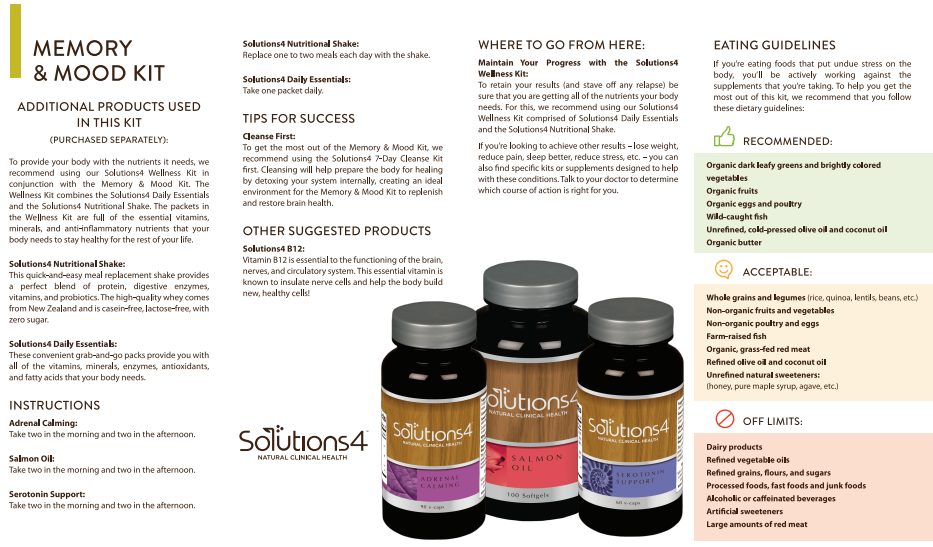 MEMORY
& MOOD KIT
ADDITIONAL PRODUCTS USED
IN THIS KIT
(PURCHASED SEPARATELY):
To provide your body with the nutrients it needs, we
recommend using our Solutions4 Wellness Kit in
conjunction with the Memory & Mood Kit. The
Wellness Kit combines the Solutions4 Daily Essentials
and the Solutions4 Nutritional Shake. The packets in
the Wellness Kit are full of the essential vitamins,
minerals, and anti-inflammatory nutrients that your
body needs to stay healthy for the rest of your life.
Solutions4 Nutritional Shake:
This quick-and-easy meal replacement shake provides
a perfect blend of protein, digestive enzymes,
vitamins, and probiotics. The high-quality whey comes
from New Zealand and is casein-free, lactose-free, with
zero sugar.
Solutions4 Daily Essentials:
These convenient grab-and-go packs provide you with
all of the vitamins, minerals, enzymes, antioxidants,
and fatty acids that your body needs.
INSTRUCTIONS
Adrenal Calming:
Take two in the morning and two in the afternoon.
Salmon Oil:
Take two in the morning and two in the afternoon.
Serotonin Support:
Take two in the morning and two in the afternoon.
Solutions4 Nutritional Shake:
Replace one to two meals each day with the shake.
Solutions4 Daily Essentials:
Take one packet daily.
TIPS FOR SUCCESS
Cleanse First:
To get the most out of the Memory & Mood Kit, we
recommend using the Solutions4 7-Day Cleanse Kit
first. Cleansing will help prepare the body for healing
by detoxing your system internally, creating an ideal
environment for the Memory & Mood Kit to replenish
and restore brain health.
OTHER SUGGESTED PRODUCTS
Solutions4 B12:
Vitamin B12 is essential to the functioning of the brain,
nerves, and circulatory system. This essential vitamin is
known to insulate nerve cells and help the body build
new, healthy cells!
Solutions4
NATURAL CLINICAL HEALTH
WHERE TO GO FROM HERE:
Maintain Your Progress with the Solutions4
Wellness Kit:
To retain your results (and stave off any relapse) be
sure that you are getting all of the nutrients your body
needs. For this, we recommend using our Solutions4
Wellness Kit comprised of Solutions4 Daily Essentials
and the Solutions4 Nutritional Shake.
If you're looking to achieve other results – lose weight,
reduce pain, sleep better, reduce stress, etc. – you can
also find specific kits or supplements designed to help
with these conditions. Talk to your doctor to determine
which course of action is right for you.
Solutions4
NATURAL CLINICAL HEALTH
ADRENAL
CALMING
90 v-caps
Solutions4
NATURAL CLINICAL HEALTH
SALMON
OIL
100 Softgels
Solutions4
NATURAL CLINICAL HEALTH
SEROTONIN
SUPPORT
60 v-caps
EATING GUIDELINES
If you're eating foods that put undue stress on the
body, you'll be actively working against the
supplements that you're taking. To help you get the
most out of this kit, we recommend that you follow
these dietary guidelines:
RECOMMENDED:
Organic dark leafy greens and brightly colored
vegetables
Organic fruits
Organic eggs and poultry
Wild-caught fish
Unrefined, cold-pressed olive oil and coconut oil
Organic butter
ACCEPTABLE:
Whole grains and legumes (rice, quinoa, lentils, beans, etc.)
Non-organic fruits and vegetables
Non-organic poultry and eggs
Farm-raised fish
Organic, grass-fed red meat
Refined olive oil and coconut oil
Unrefined natural sweeteners:
(honey, pure maple syrup, agave, etc.)
OFF LIMITS:
Dairy products
Refined vegetable oils
Refined grains, flours, and sugars
Processed foods, fast foods and junk foods
Alcoholic or caffeinated beverages
Artificial sweeteners
Large amounts of red meat